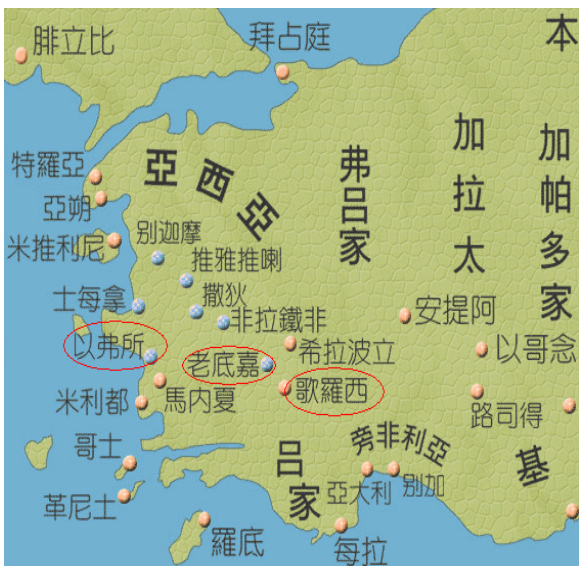 腓立比
拜占庭
本
特羅亞
亞朔
米推利尼
亞西亞
弗呂家
加拉太
加帕多家
別迦摩
推雅推喇
撒狄
士每拿
非拉鐵非
安提阿
以弗所
老底嘉
希拉波立
以哥念
歌羅西
米利都
馬內夏
路司得
哥士
革尼士
呂家
旁非利亞
亞大利
別加
基
羅底
每拉